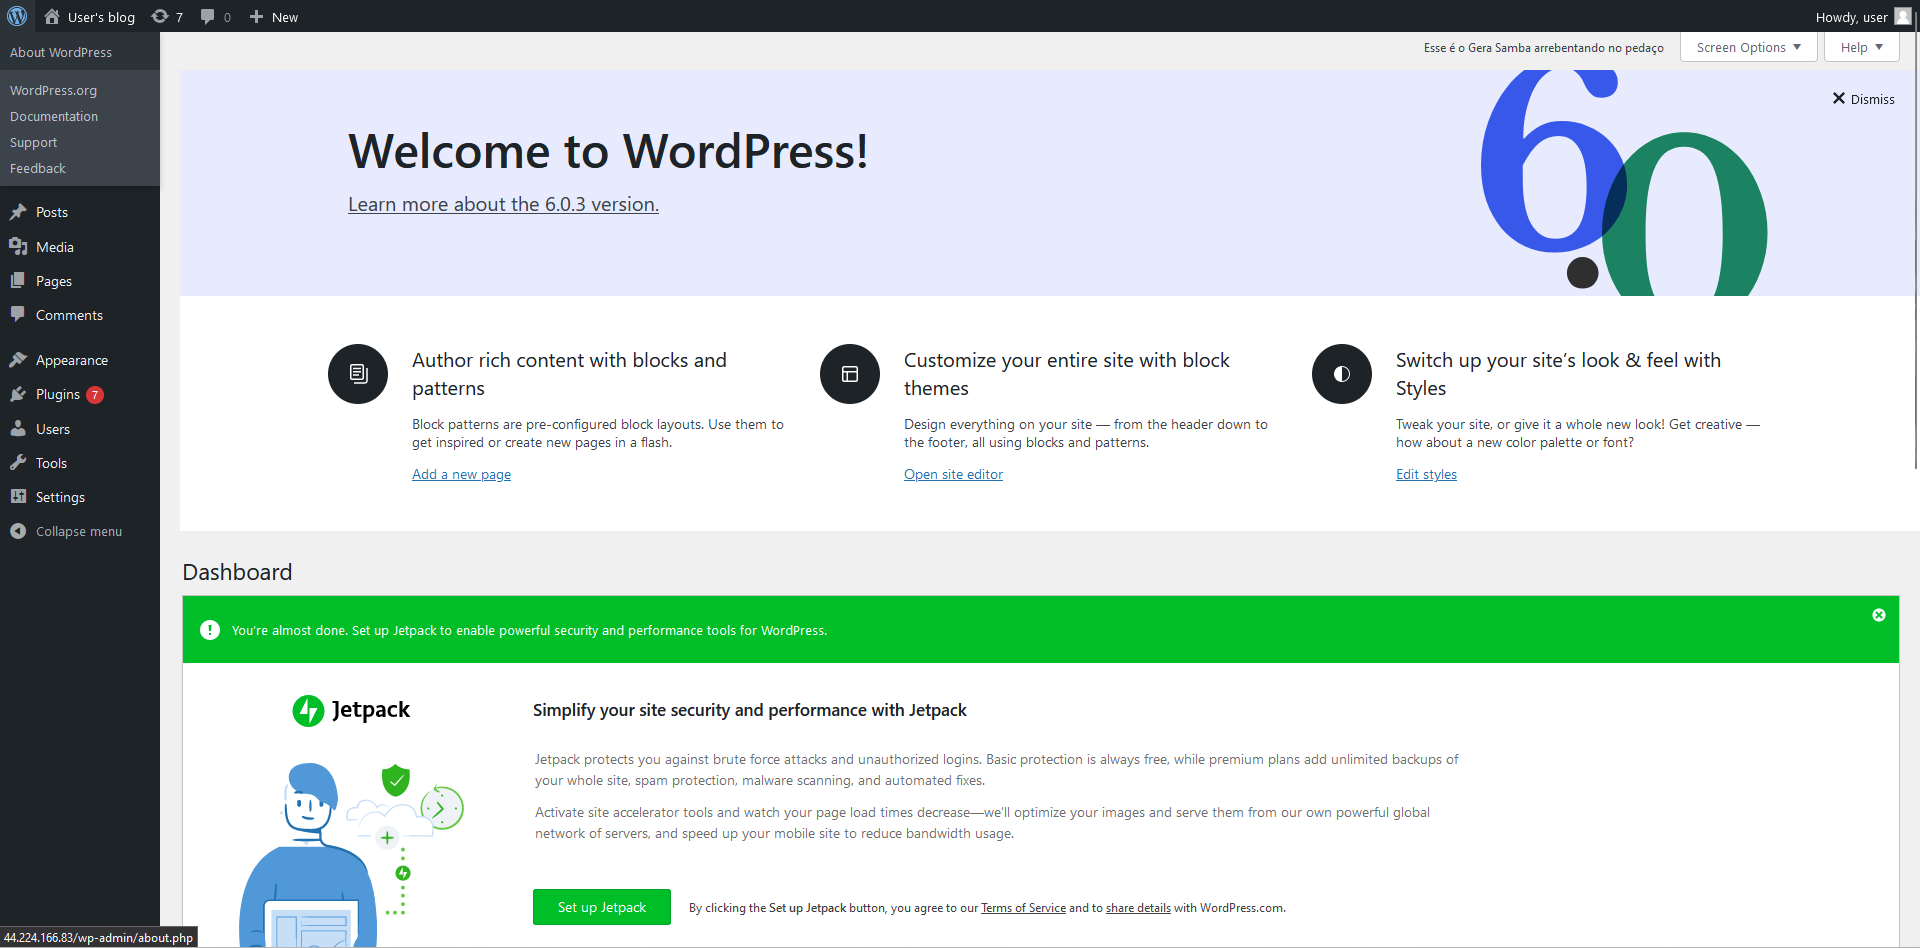 User's blog 7 0 New Howdy, user
About WordPress
WordPress.org
Documentation
Support
Feedback
Posts
Media
Pages
Comments
Appearance
Plugins 7
Users
Tools
Settings
Collapse menu
Esse é o Gera Samba arrebentando no pedaço Screen Options Help
Dismiss
Welcome to WordPress!
Learn more about the 6.0.3 version.
6.0
Author rich content with blocks and
patterns
Block patterns are pre-configured block layouts. Use them to
get inspired or create new pages in a flash.
Add a new page
Customize your entire site with block
themes
Design everything on your site — from the header down to
the footer, all using blocks and patterns.
Open site editor
Switch up your site’s look & feel with
Styles
Tweak your site, or give it a whole new look! Get creative —
how about a new color palette or font?
Edit styles
Dashboard
You're almost done. Set up Jetpack to enable powerful security and performance tools for WordPress.
Jetpack
Simplify your site security and performance with Jetpack
Jetpack protects you against brute force attacks and unauthorized logins. Basic protection is always free, while premium plans add unlimited backups of
your whole site, spam protection, malware scanning, and automated fixes.
Activate site accelerator tools and watch your page load times decrease—we'll optimize your images and serve them from our own powerful global
network of servers, and speed up your mobile site to reduce bandwidth usage.
Set up Jetpack By clicking the Set up Jetpack button, you agree to our Terms of Service and to share details with WordPress.com.
44.224.166.83/wp-admin/about.php